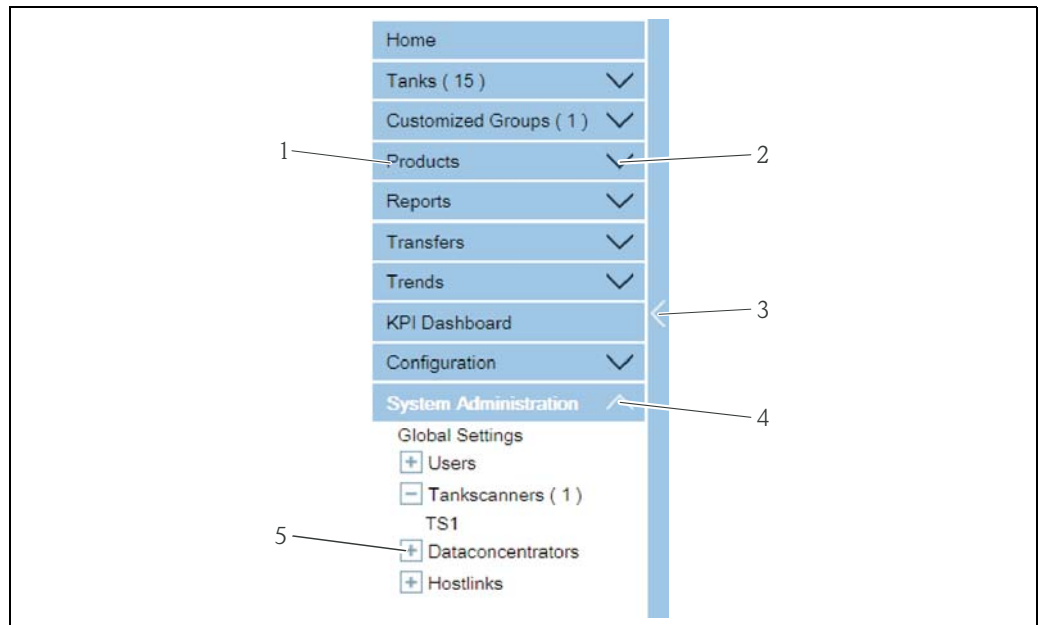 Home
Tanks ( 15 )
Customized Groups ( 1 )
1
Products
2
Reports
Transfers
Trends
3
KPI Dashboard
Configuration
System Administration
4
Global Settings
Users
Tankscanners ( 1 )
TS1
5
Dataconcentrators
Hostlinks